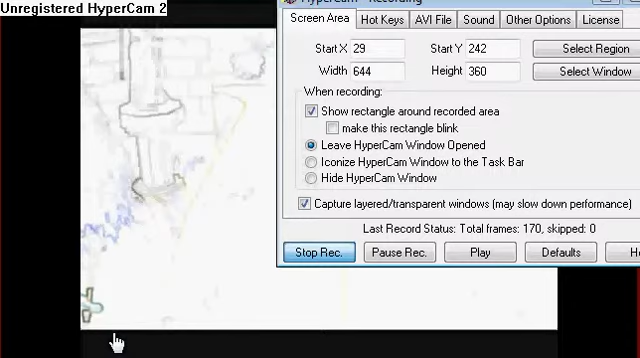 Unregistered HyperCam 2
HyperCam - Recording
Screen Area Hot Keys AVI File Sound Other Options License
Start X 29 Start Y 242 Select Region
Width 644 Height 360 Select Window
When recording:
Show rectangle around recorded area
make this rectangle blink
Leave HyperCam Window Opened
Iconize HyperCam Window to the Task Bar
Hide HyperCam Window
Capture layered/transparent windows (may slow down performance)
Last Record Status: Total frames: 170, skipped: 0
Stop Rec. Pause Rec. Play Defaults